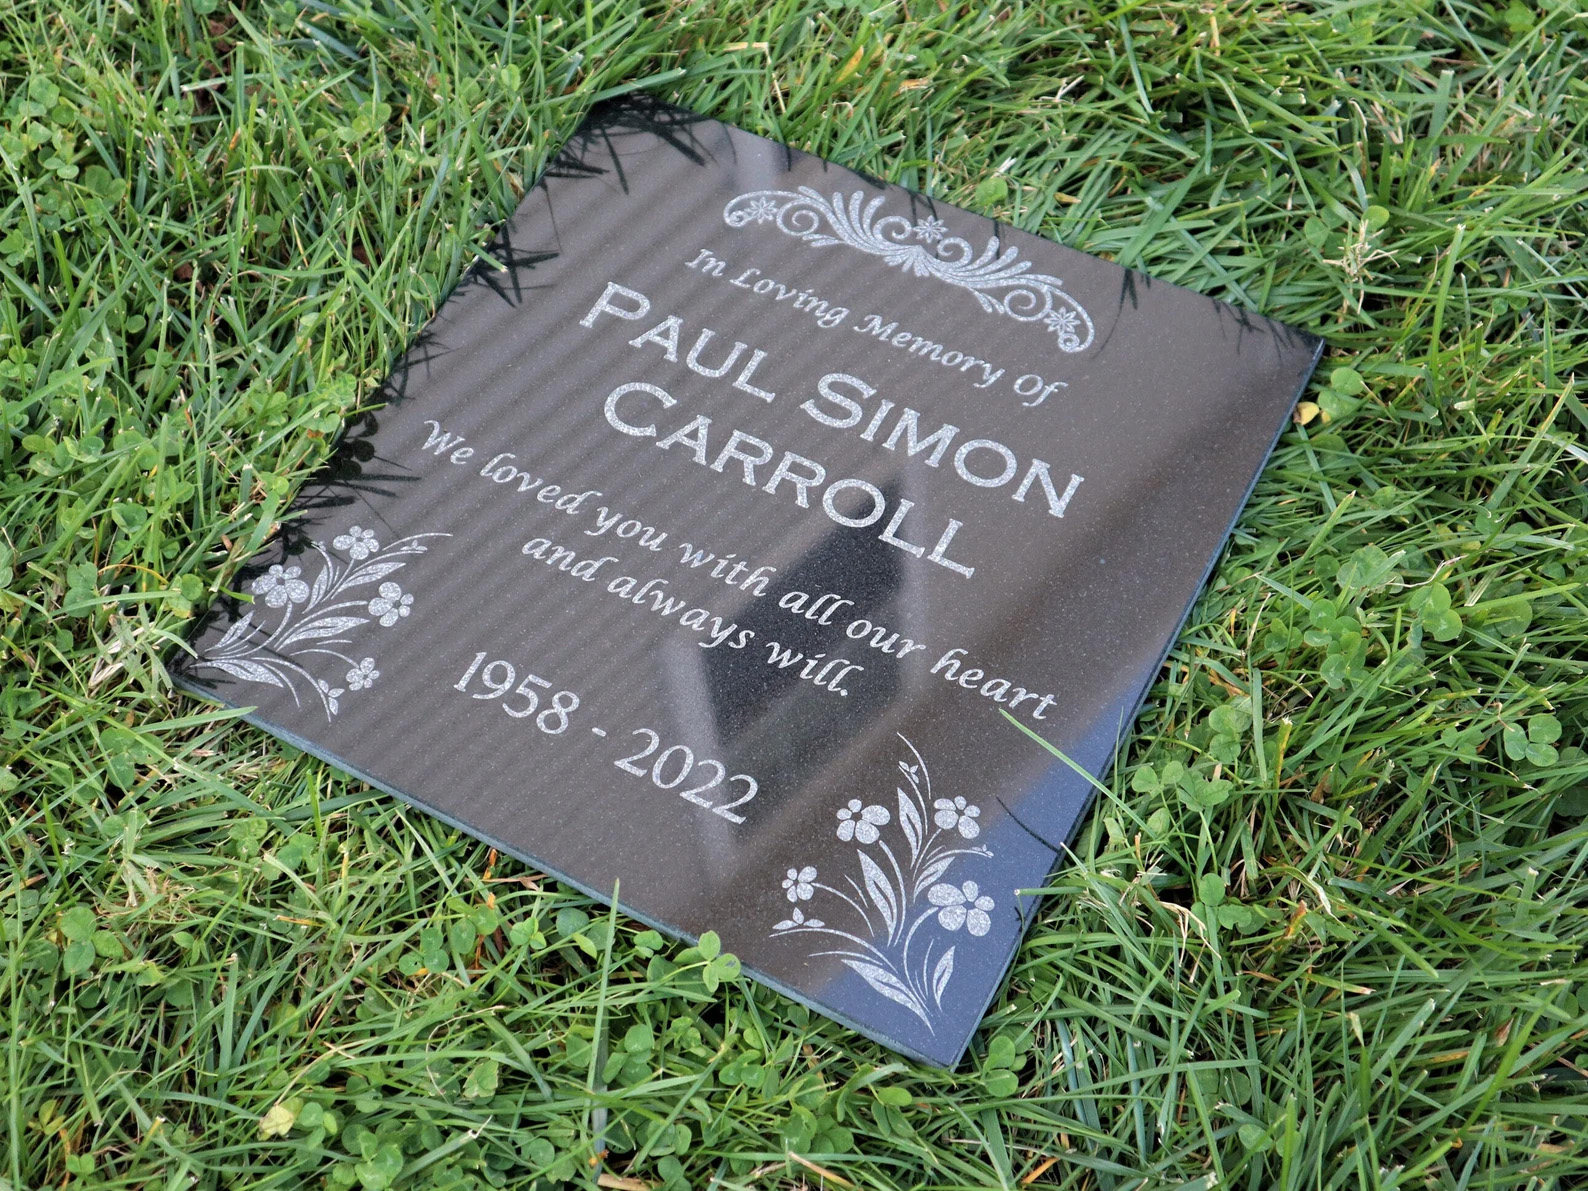 In Loving Memory Of
PAUL SIMON
CARROLL
We loved you with all our heart
and always will.
1958 - 2022